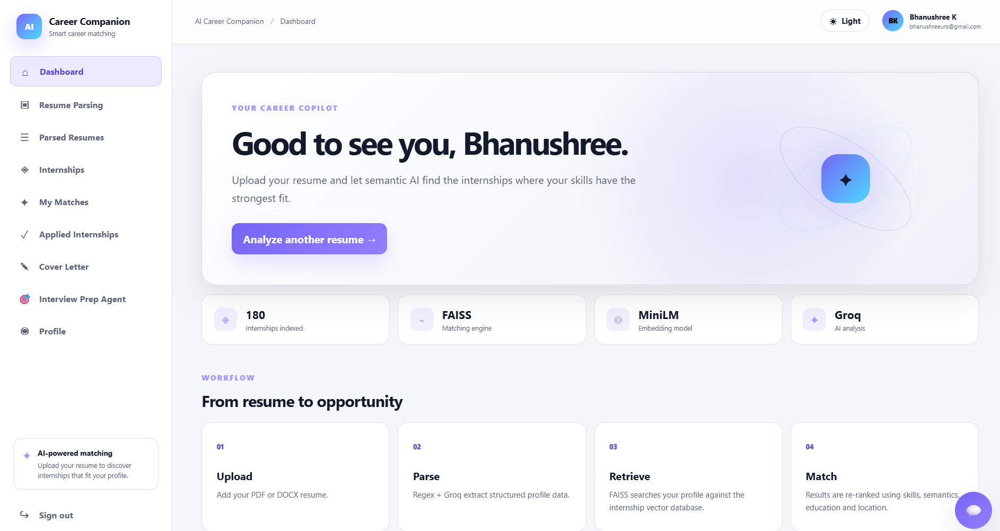 AI
Career Companion
Smart career matching
Dashboard
Resume Parsing
Parsed Resumes
Internships
My Matches
Applied Internships
Cover Letter
Interview Prep Agent
Profile
AI-powered matching
Upload your resume to discover
internships that fit your profile.
Sign out
AI Career Companion / Dashboard
Light
BK
Bhanushree K
bhanushreeurs@gmail.com
YOUR CAREER COPILOT
Good to see you, Bhanushree.
Upload your resume and let semantic AI find the internships where your skills have the
strongest fit.
Analyze another resume →
180
Internships indexed
FAISS
Matching engine
MiniLM
Embedding model
Groq
AI analysis
WORKFLOW
From resume to opportunity
01
Upload
Add your PDF or DOCX resume.
02
Parse
Regex + Groq extract structured profile data.
03
Retrieve
FAISS searches your profile against the
internship vector database.
04
Match
Results are re-ranked using skills, semantics,
education and location.